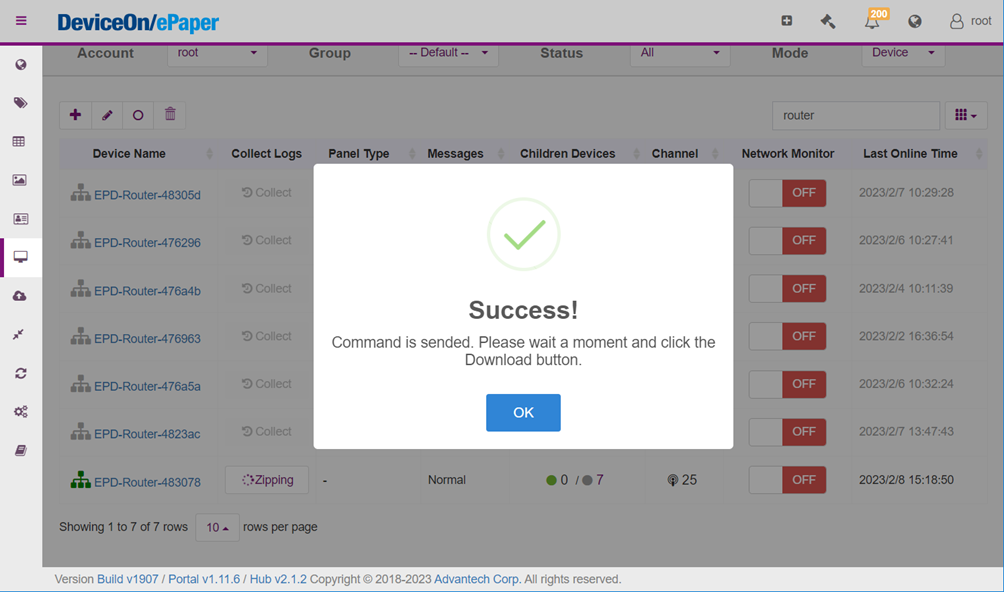 DeviceOn/ePaper
200
root
Account root Group -- Default -- Status All Mode Device
router
Device Name Collect Logs Panel Type Messages Children Devices Channel Network Monitor Last Online Time
EPD-Router-48305d Collect OFF 2023/2/7 10:29:28
EPD-Router-476296 Collect OFF 2023/2/6 10:27:41
EPD-Router-476a4b Collect OFF 2023/2/4 10:11:39
EPD-Router-476963 Collect OFF 2023/2/2 16:36:54
EPD-Router-476a5a Collect OFF 2023/2/6 10:32:24
EPD-Router-4823ac Collect OFF 2023/2/7 13:47:43
EPD-Router-483078 Zipping - Normal 0 / 7 25 OFF 2023/2/8 15:18:50
Success!
Command is sended. Please wait a moment and click the
Download button.
OK
Showing 1 to 7 of 7 rows 10 rows per page
Version Build v1907 / Portal v1.11.6 / Hub v2.1.2 Copyright © 2018-2023 Advantech Corp. All rights reserved.